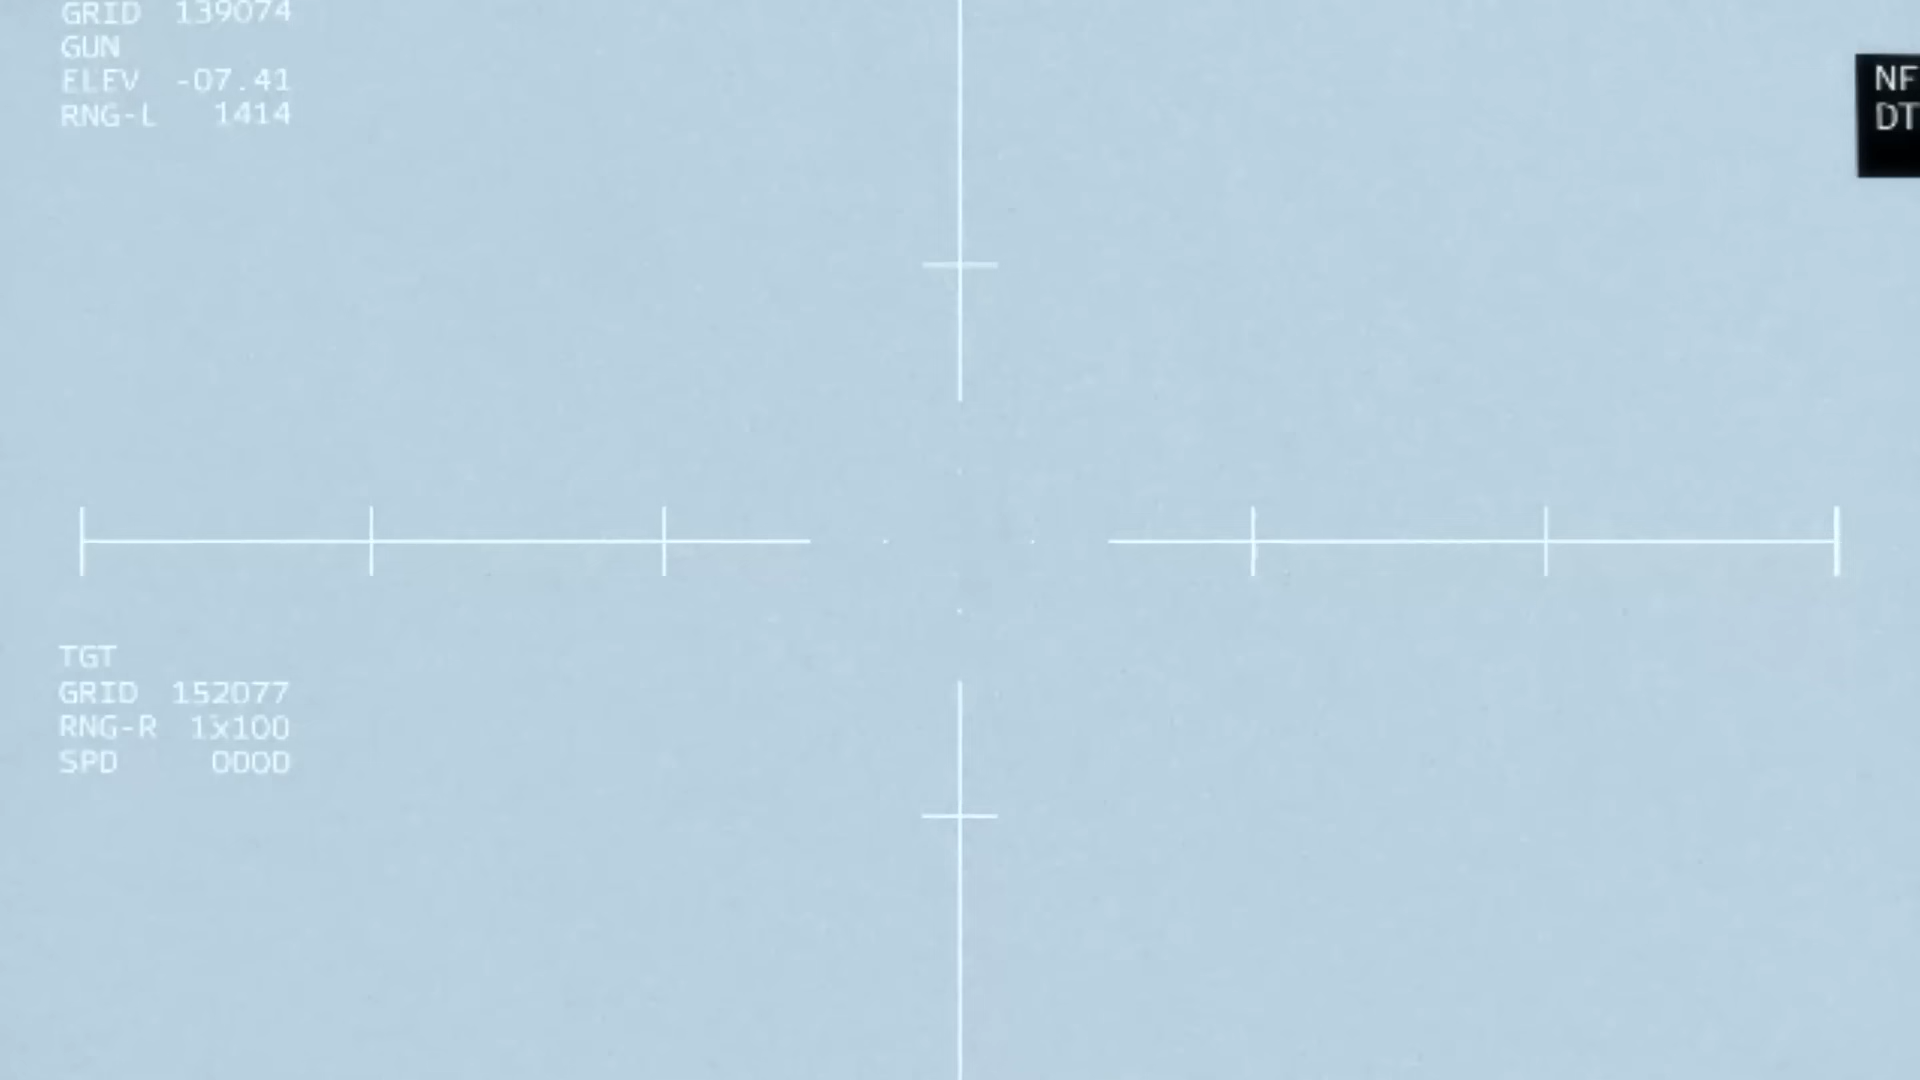 GRID 139074
GUN
ELEV -07.41
RNG-L 1414
NF
DT
TGT
GRID 152077
RNG-R 1x100
SPD 0000